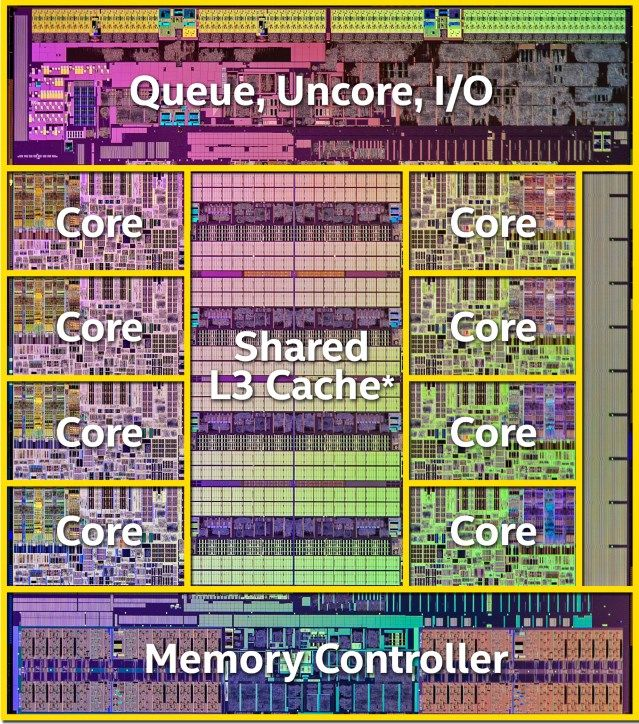 Queue, Uncore, I/O
Core
Core
Core
Core
Shared
L3 Cache*
Core
Core
Core
Core
Memory Controller